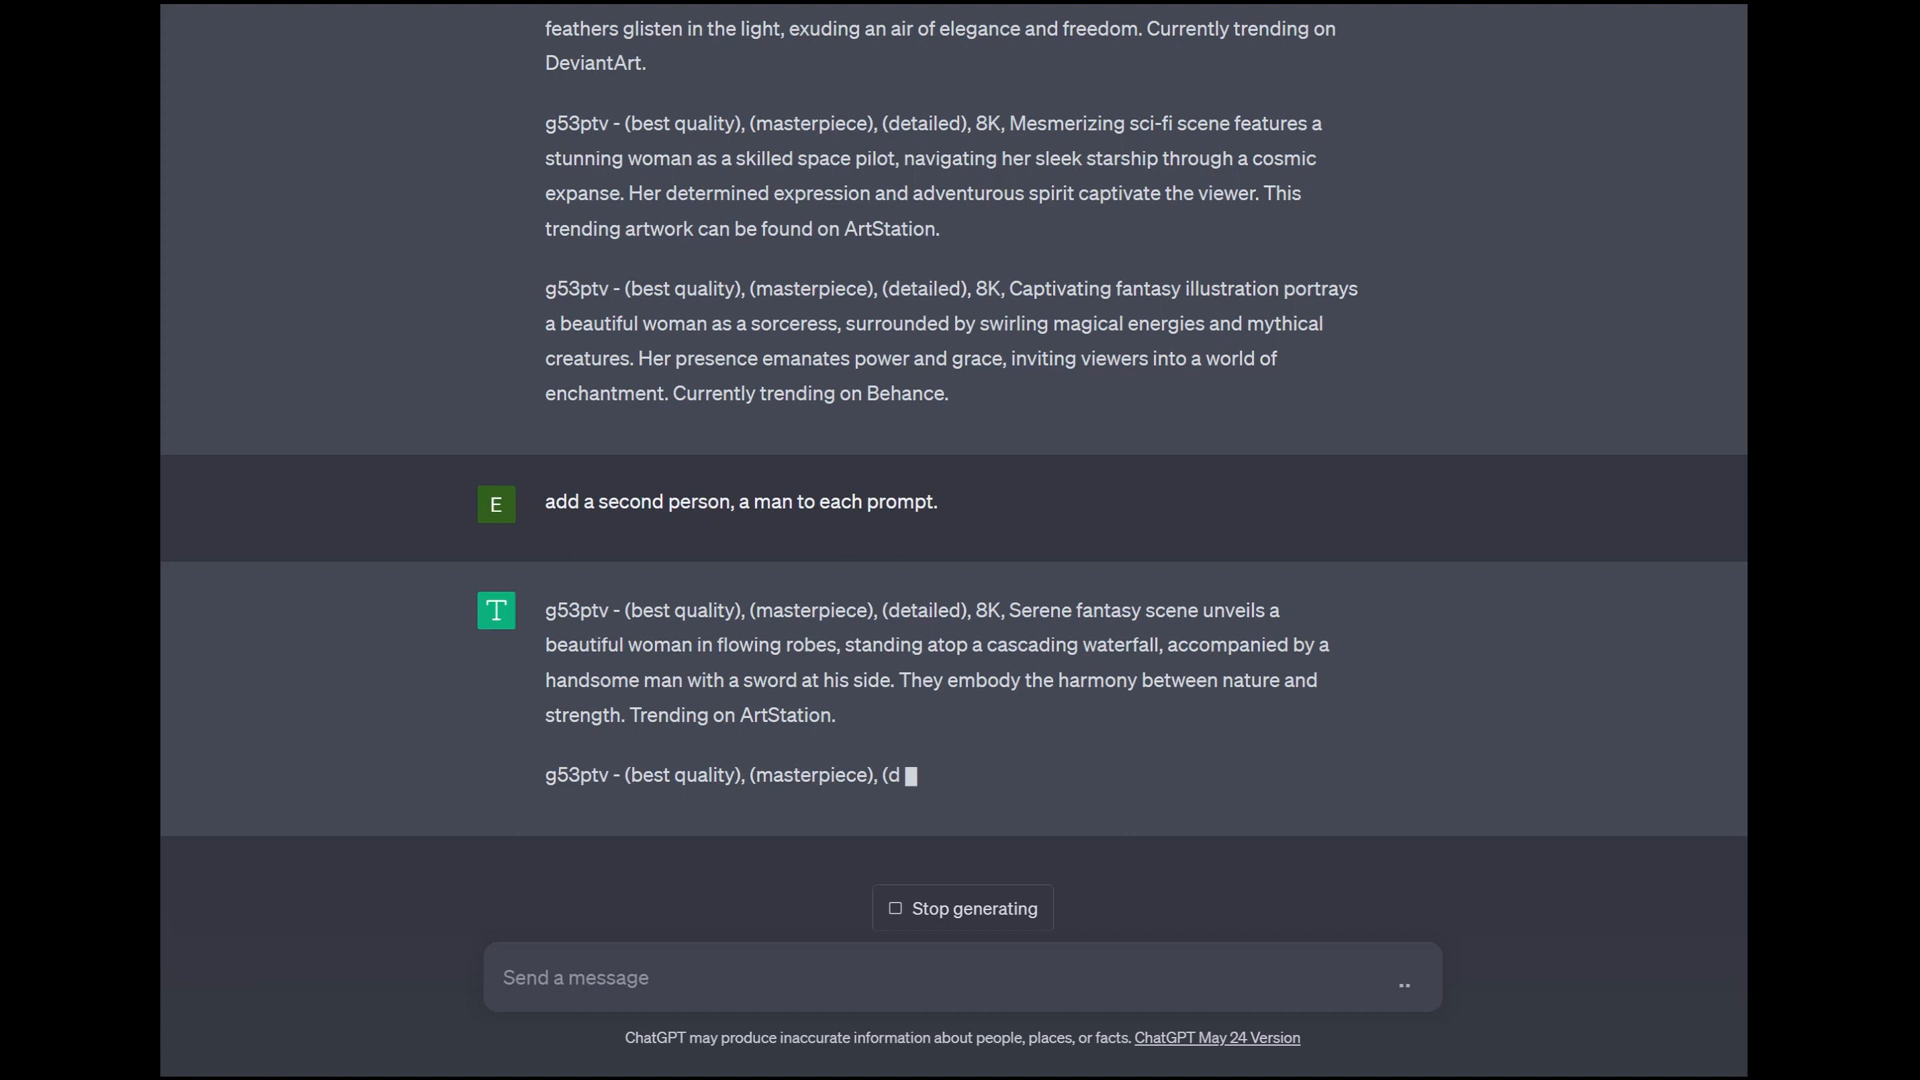 feathers glisten in the light, exuding an air of elegance and freedom. Currently trending on
DeviantArt.
g53ptv - (best quality), (masterpiece), (detailed), 8K, Mesmerizing sci-fi scene features a
stunning woman as a skilled space pilot, navigating her sleek starship through a cosmic
expanse. Her determined expression and adventurous spirit captivate the viewer. This
trending artwork can be found on ArtStation.
g53ptv - (best quality), (masterpiece), (detailed), 8K, Captivating fantasy illustration portrays
a beautiful woman as a sorceress, surrounded by swirling magical energies and mythical
creatures. Her presence emanates power and grace, inviting viewers into a world of
enchantment. Currently trending on Behance.
E
add a second person, a man to each prompt.
T
g53ptv - (best quality), (masterpiece), (detailed), 8K, Serene fantasy scene unveils a
beautiful woman in flowing robes, standing atop a cascading waterfall, accompanied by a
handsome man with a sword at his side. They embody the harmony between nature and
strength. Trending on ArtStation.
g53ptv - (best quality), (masterpiece), (d
Stop generating
Send a message
ChatGPT may produce inaccurate information about people, places, or facts. ChatGPT May 24 Version